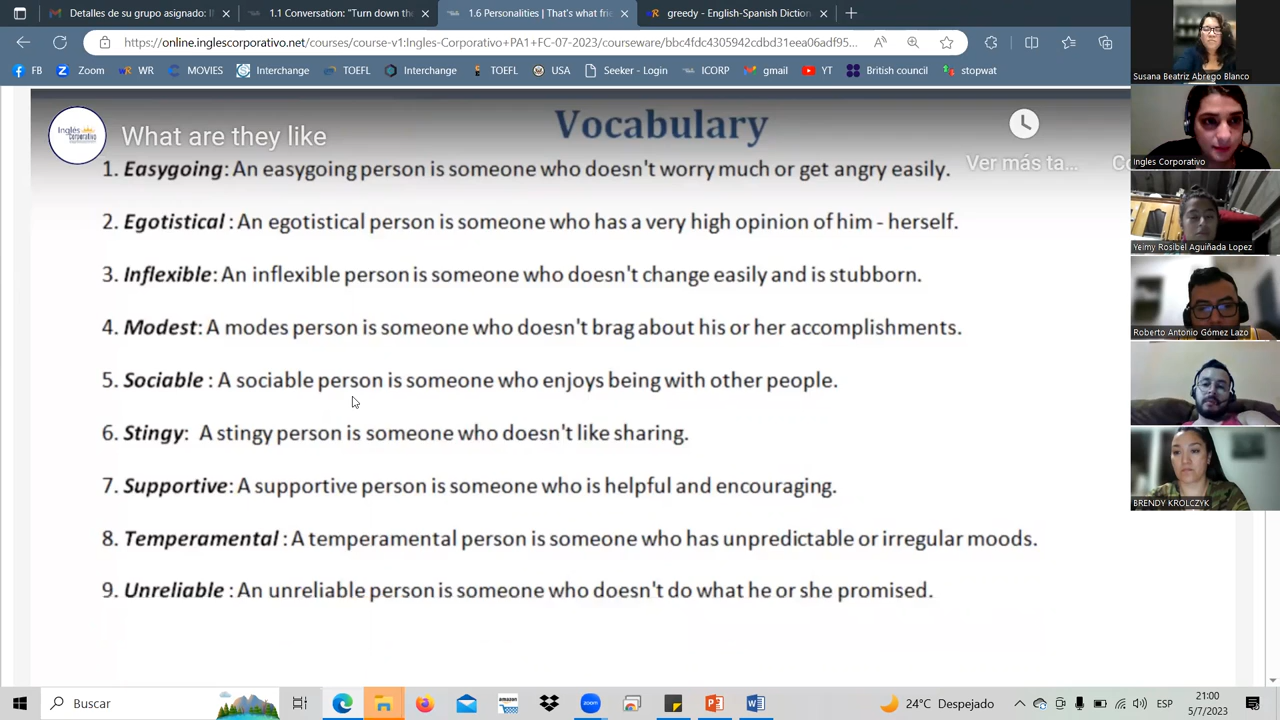 Detalles de su grupo asignado: I
1.1 Conversation: "Turn down th
1.6 Personalities | That's what frie
greedy - English-Spanish Diction
https://online.inglescorporativo.net/courses/course-v1:Ingles-Corporativo+PA1+FC-07-2023/courseware/bbc4fdc4305942cdbd31eea06adf95...
FB
Zoom
WR
MOVIES
Interchange
TOEFL
Interchange
TOEFL
USA
Seeker - Login
ICORP
gmail
YT
British council
stopwat
Inglés
Corporativo
What are they like
Vocabulary
Ver más ta...
1. Easygoing: An easygoing person is someone who doesn't worry much or get angry easily.
2. Egotistical : An egotistical person is someone who has a very high opinion of him - herself.
3. Inflexible: An inflexible person is someone who doesn't change easily and is stubborn.
4. Modest: A modes person is someone who doesn't brag about his or her accomplishments.
5. Sociable : A sociable person is someone who enjoys being with other people.
6. Stingy: A stingy person is someone who doesn't like sharing.
7. Supportive: A supportive person is someone who is helpful and encouraging.
8. Temperamental : A temperamental person is someone who has unpredictable or irregular moods.
9. Unreliable : An unreliable person is someone who doesn't do what he or she promised.
Susana Beatriz Abrego Blanco
Ingles Corporativo
Yeimy Rosibel Aguiñada Lopez
Roberto Antonio Gómez Lazo
BRENDY KROLCZYK
Buscar
amazon
zoom
24°C Despejado
ESP
21:00
5/7/2023